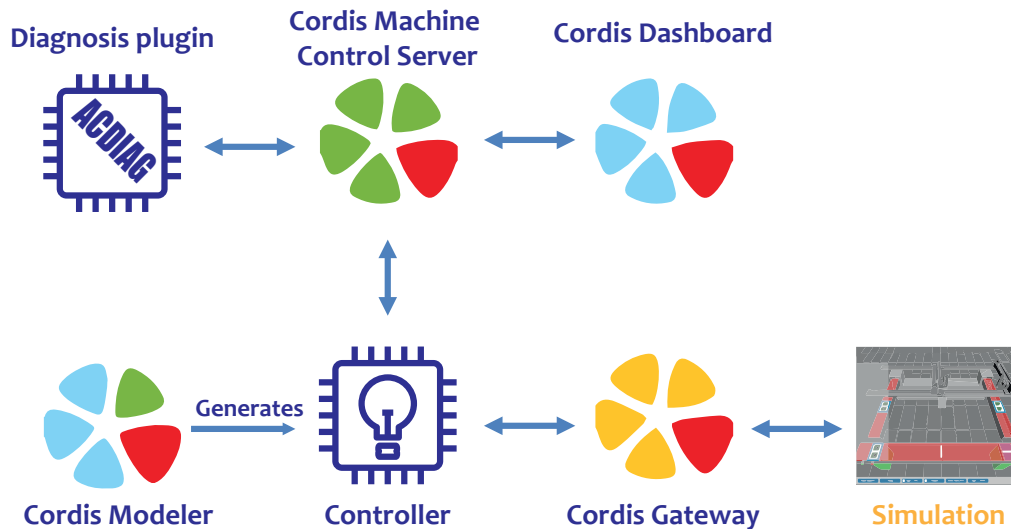 Diagnosis plugin
Cordis Machine
Control Server
Cordis Dashboard
ACDIAG
Generates
Cordis Modeler
Controller
Cordis Gateway
Simulation